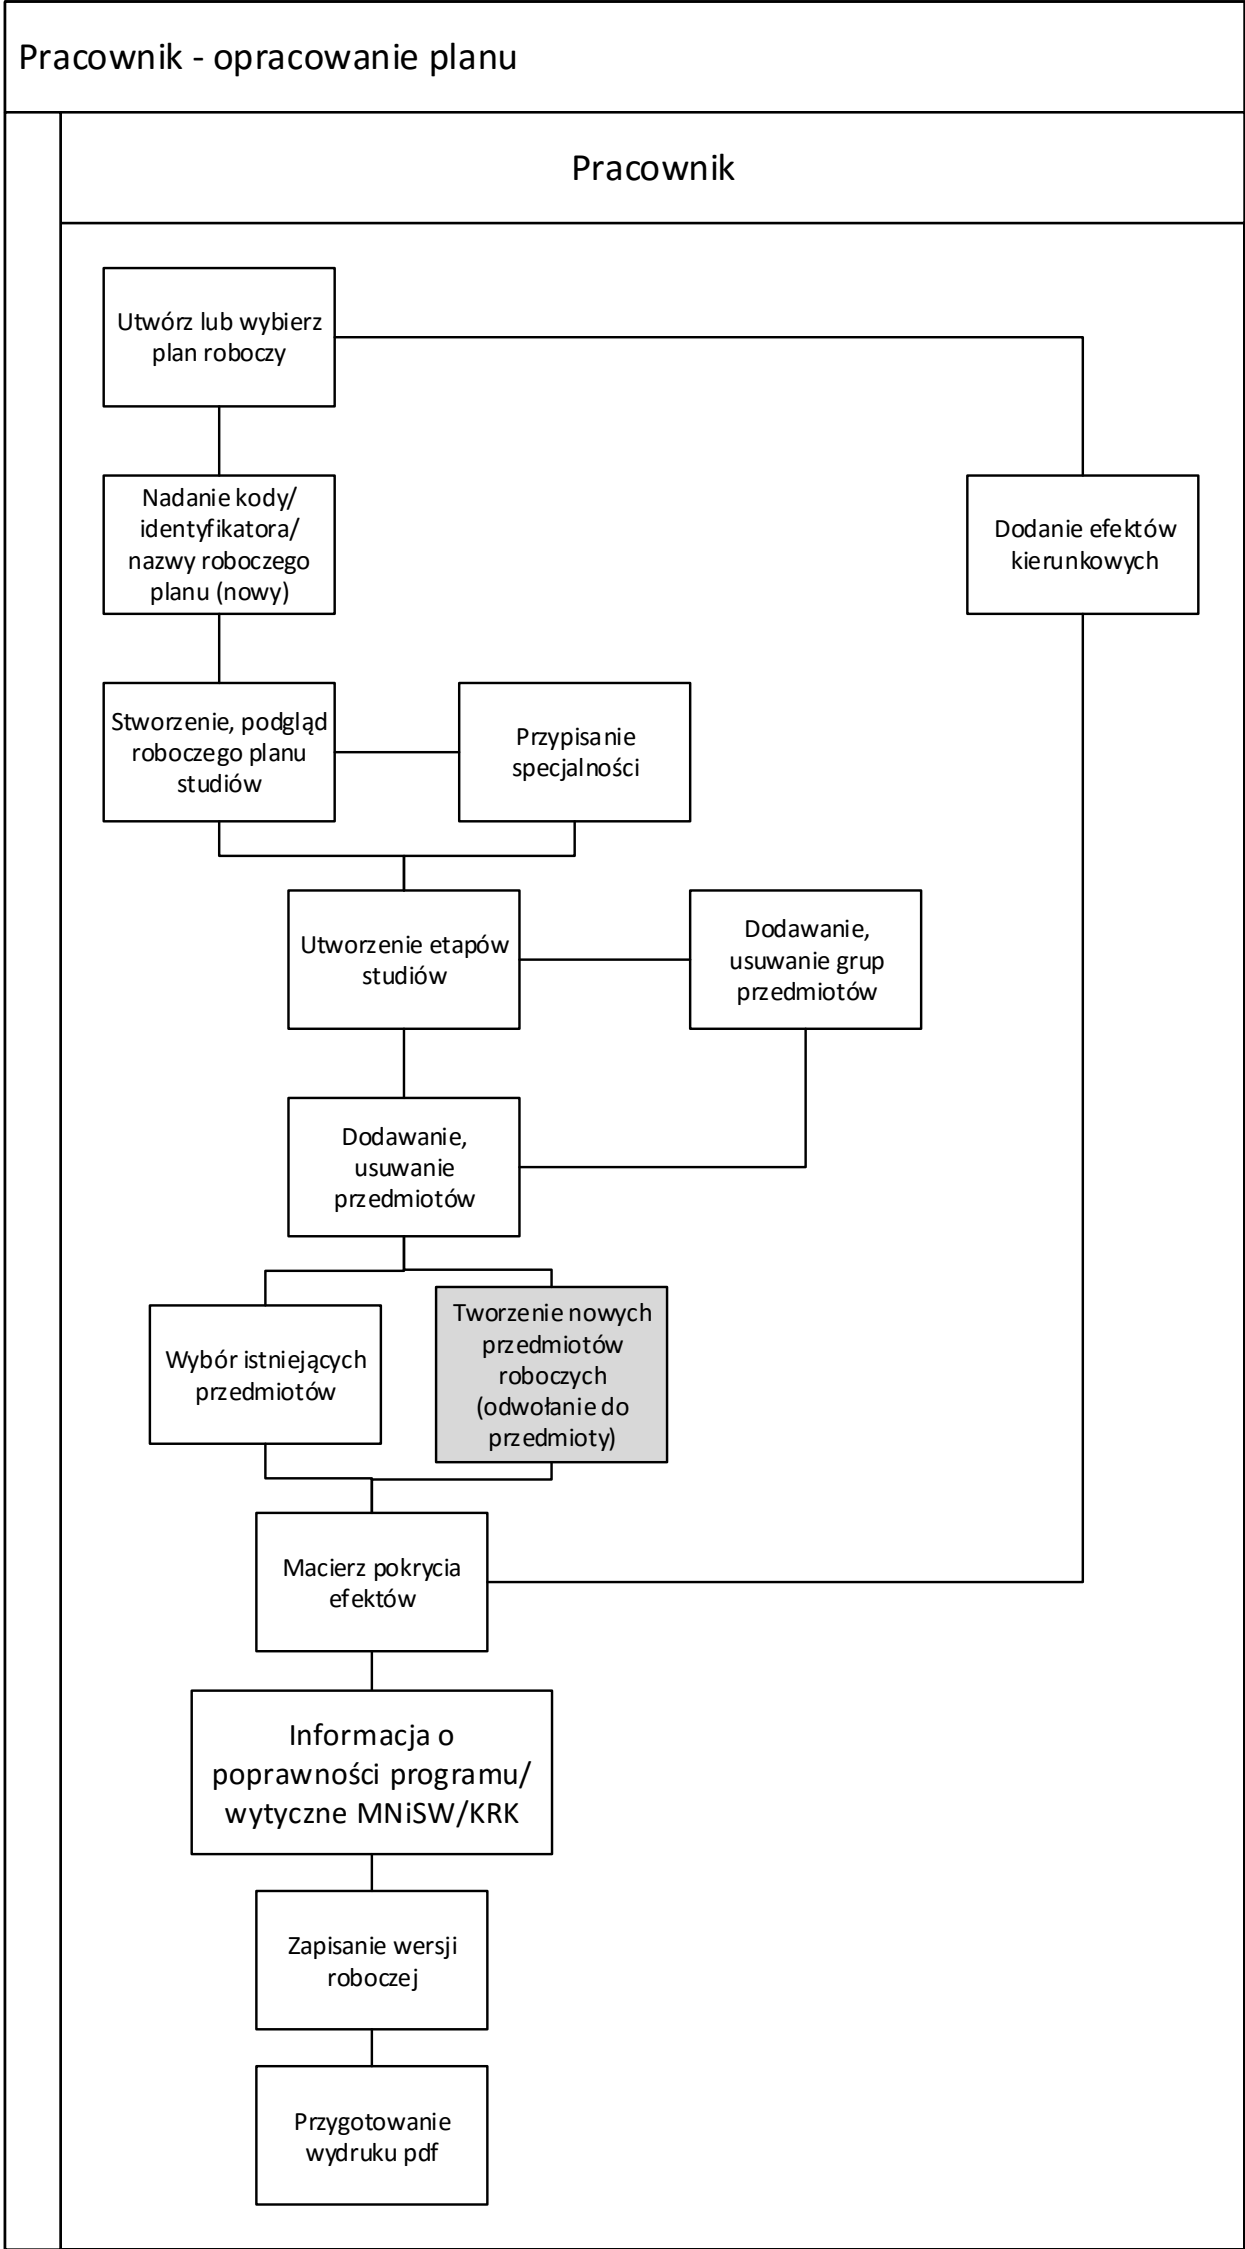 Pracownik - opracowanie planu
Pracownik
Utwórz lub wybierz
plan roboczy
Nadanie kody/
identyfikatora/
nazwy roboczego
planu (nowy)
Dodanie efektów
kierunkowych
Stworzenie, podgląd
roboczego planu
studiów
Przypisanie
specjalności
Utworzenie etapów
studiów
Dodawanie,
usuwanie grup
przedmiotów
Dodawanie,
usuwanie
przedmiotów
Wybór istniejących
przedmiotów
Tworzenie nowych
przedmiotów
roboczych
(odwołanie do
przedmioty)
Macierz pokrycia
efektów
Informacja o
poprawności programu/
wytyczne MNiSW/KRK
Zapisanie wersji
roboczej
Przygotowanie
wydruku pdf